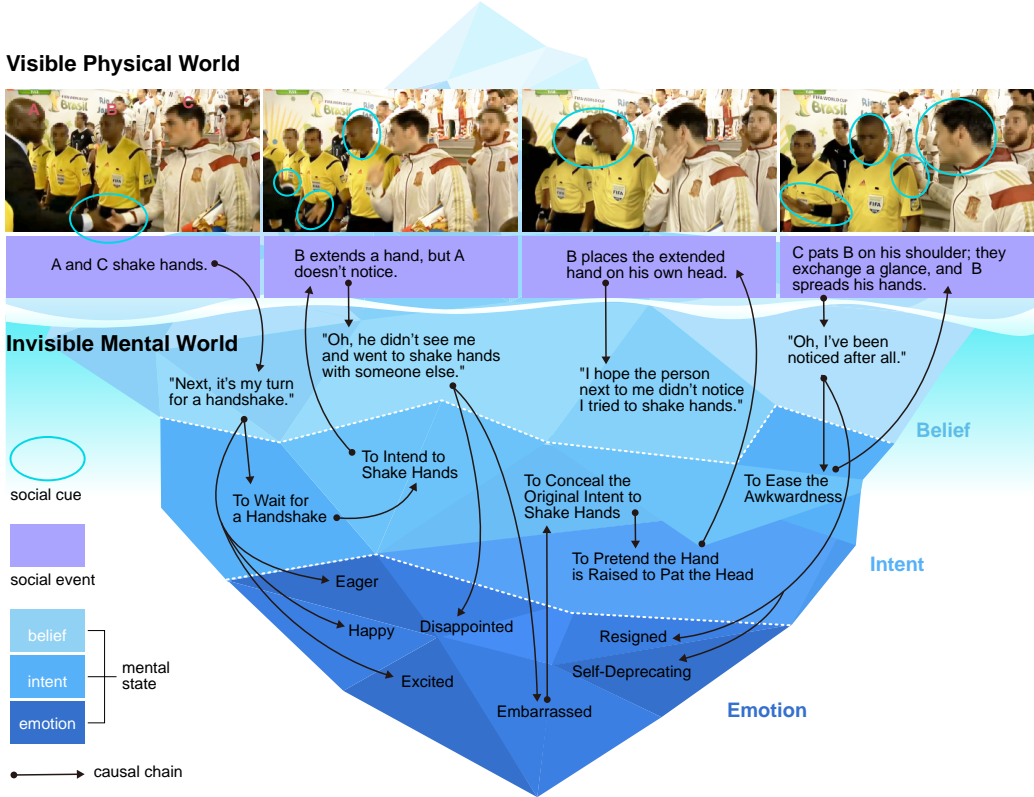 Visible Physical World
A
B
C
FIFA WORLD CUP
Brasil
FIFA
A and C shake hands.
B extends a hand, but A
doesn't notice.
B places the extended
hand on his own head.
C pats B on his shoulder; they
exchange a glance, and B
spreads his hands.
Invisible Mental World
"Next, it's my turn
for a handshake."
"Oh, he didn't see me
and went to shake hands
with someone else."
"I hope the person
next to me didn't notice
I tried to shake hands."
"Oh, I've been
noticed after all."
Belief
To Wait for
a Handshake
To Intend to
Shake Hands
To Conceal the
Original Intent to
Shake Hands
To Pretend the Hand
is Raised to Pat the Head
To Ease the
Awkwardness
Intent
Eager
Happy
Excited
Disappointed
Embarrassed
Resigned
Self-Deprecating
Emotion
social cue
social event
belief
intent
emotion
mental
state
causal chain